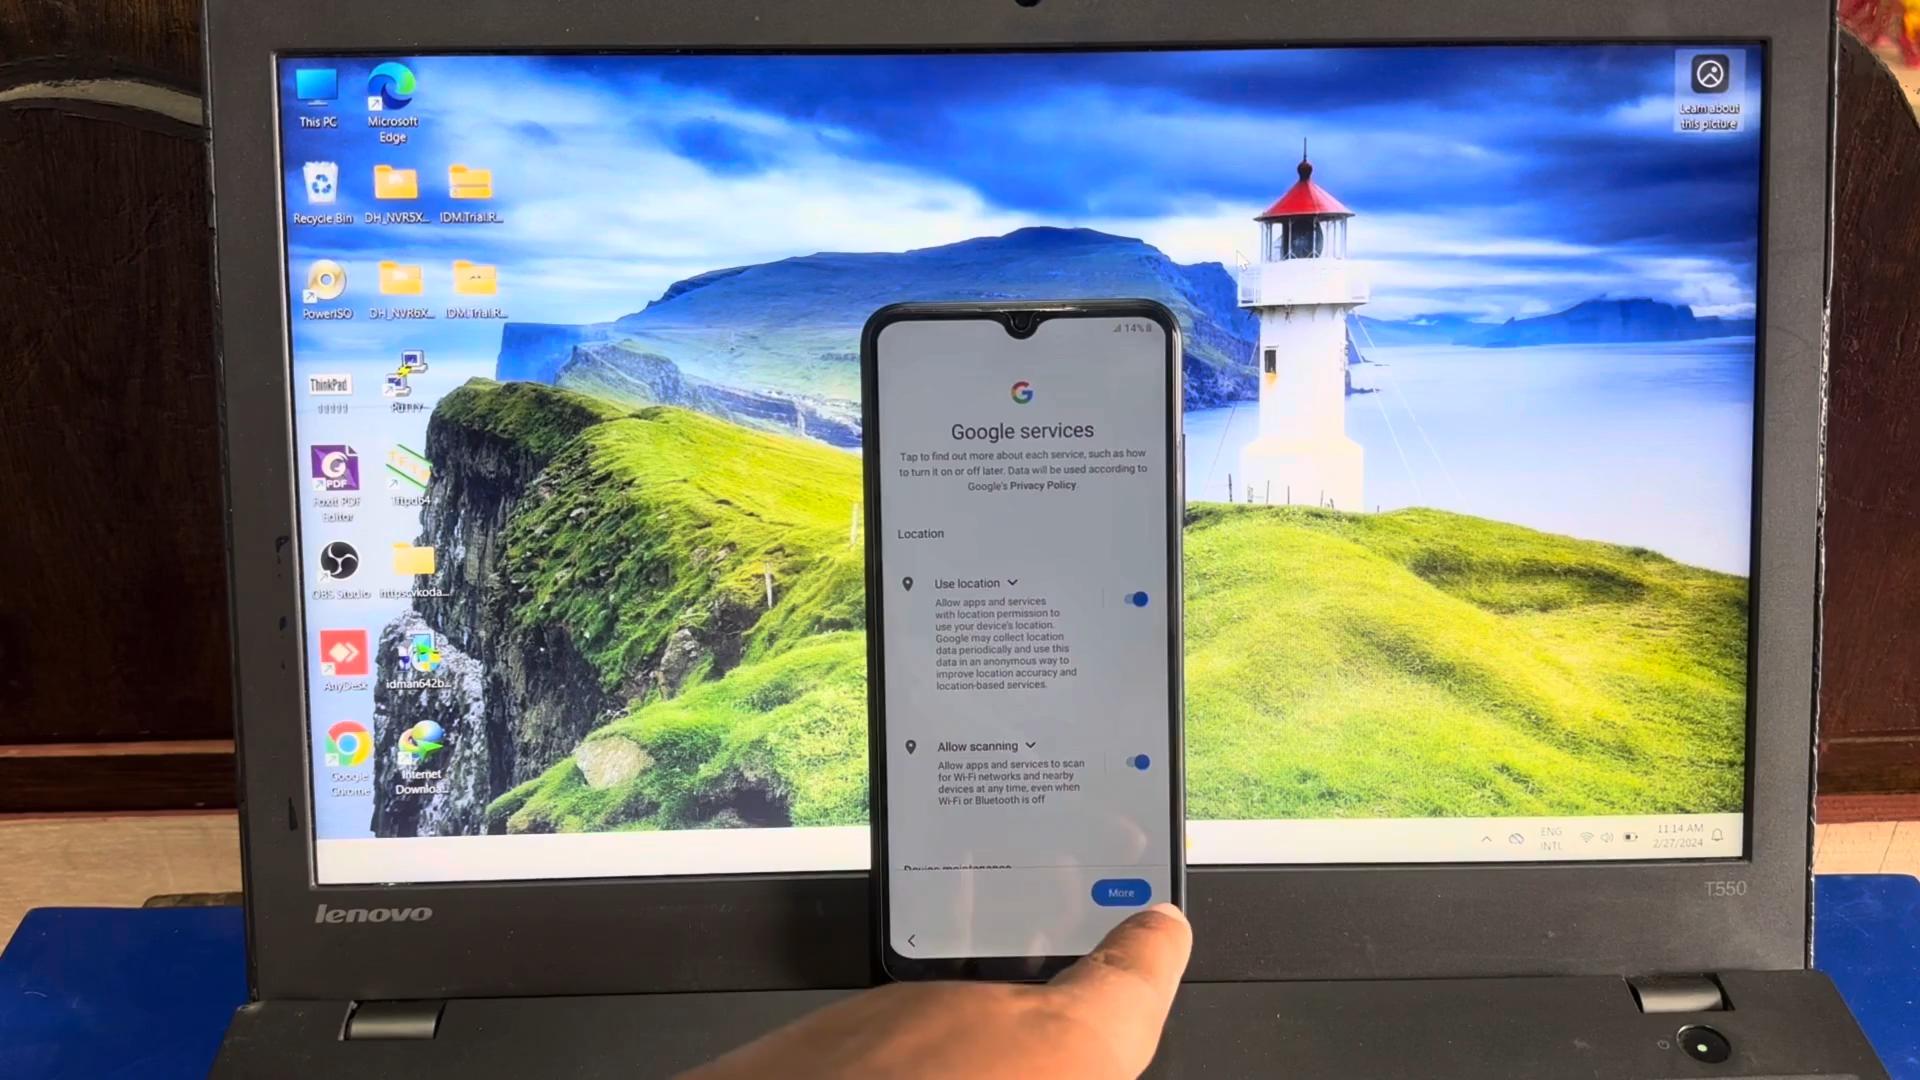 This PC
Microsoft
Edge
Learn about
this picture
Recycle Bin
DH_NVR5X...
IDM.Trial.R...
PowerISO
DH_NVR6X...
IDM.Trial.R...
ThinkPad
11111
PuTTY
PDF
Foxit PDF
Editor
Tftpd64
OBS Studio
httpscvkoda...
AnyDesk
idman642b...
Google
Chrome
Internet
Downloa...
14%
Google services
Tap to find out more about each service, such as how
to turn it on or off later. Data will be used according to
Google's Privacy Policy.
Location
Use location
Allow apps and services
with location permission to
use your device's location.
Google may collect location
data periodically and use this
data in an anonymous way to
improve location accuracy and
location-based services.
Allow scanning
Allow apps and services to scan
for Wi-Fi networks and nearby
devices at any time, even when
Wi-Fi or Bluetooth is off
Device maintenance
More
ENG
INTL
11:14 AM
2/27/2024
lenovo
T550